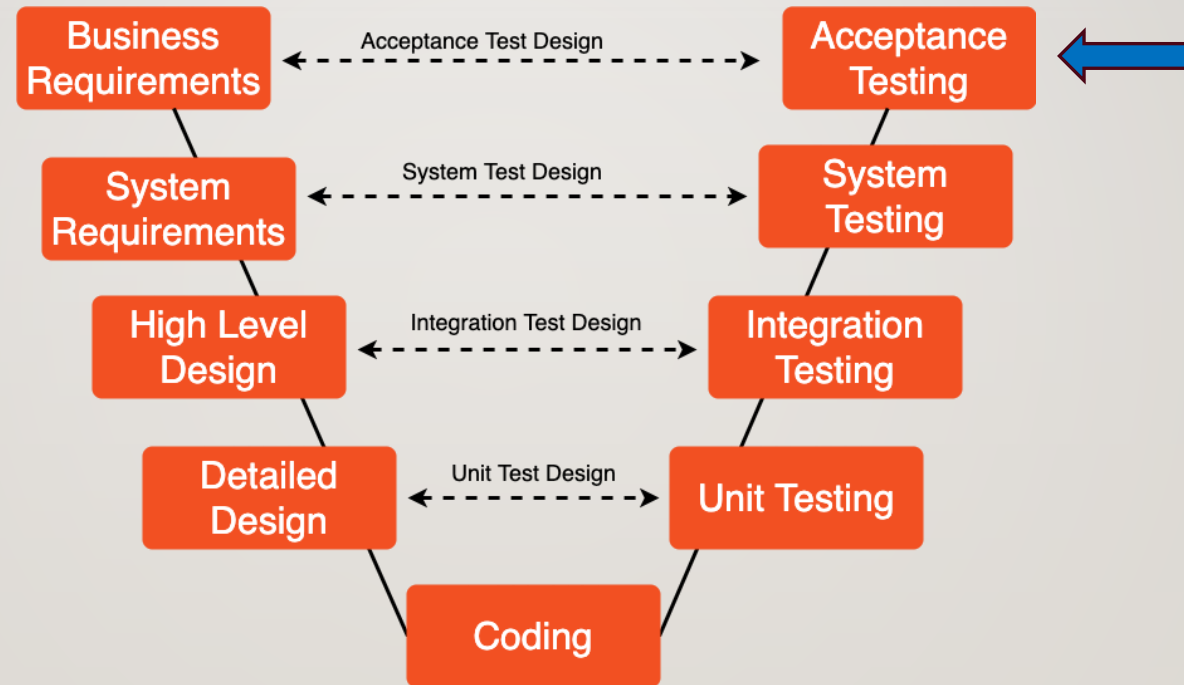 Business
Requirements
Acceptance Test Design
Acceptance
Testing
System
Requirements
System Test Design
System
Testing
High Level
Design
Integration Test Design
Integration
Testing
Detailed
Design
Unit Test Design
Unit Testing
Coding